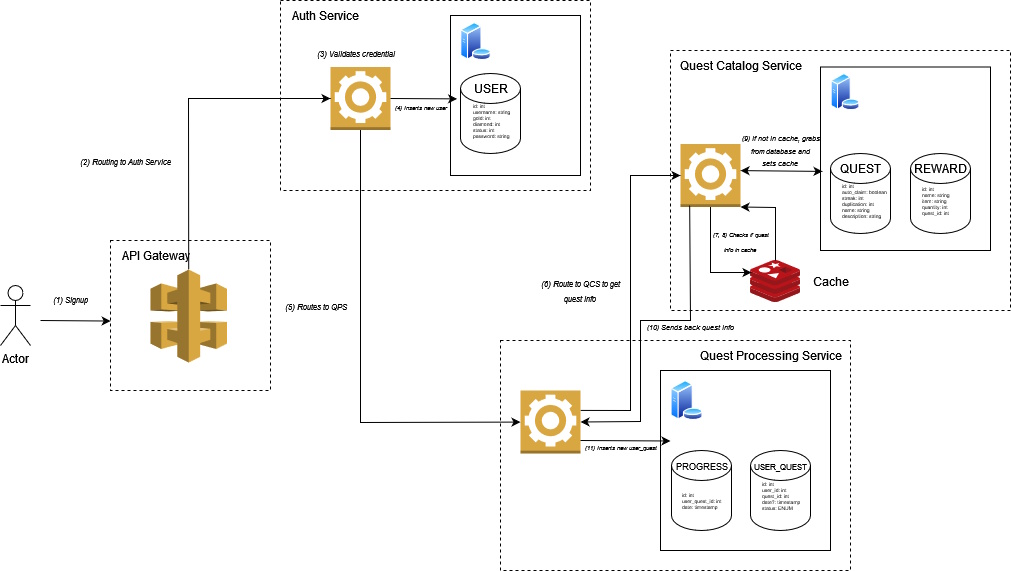 Auth Service
(3) Validates credential
USER
id: int
username: string
gold: int
diamond: int
status: int
password: string
(4) Inserts new user
(2) Routing to Auth Service
API Gateway
(1) Signup
Actor
(5) Routes to QPS
Quest Catalog Service
(9) If not in cache, grabs
from database and
sets cache
QUEST
id: int
auto_claim: boolean
streak: int
duplication: int
name: string
description: string
REWARD
id: int
name: string
item: string
quantity: int
quest_id: int
(7, 8) Checks if quest
info in cache
Cache
(6) Route to QCS to get
quest info
(10) Sends back quest info
Quest Processing Service
(11) Inserts new user_quest
PROGRESS
id: int
user_quest_id: int
date: timestamp
USER_QUEST
id: int
user_id: int
quest_id: int
date?: timestamp
status: ENUM